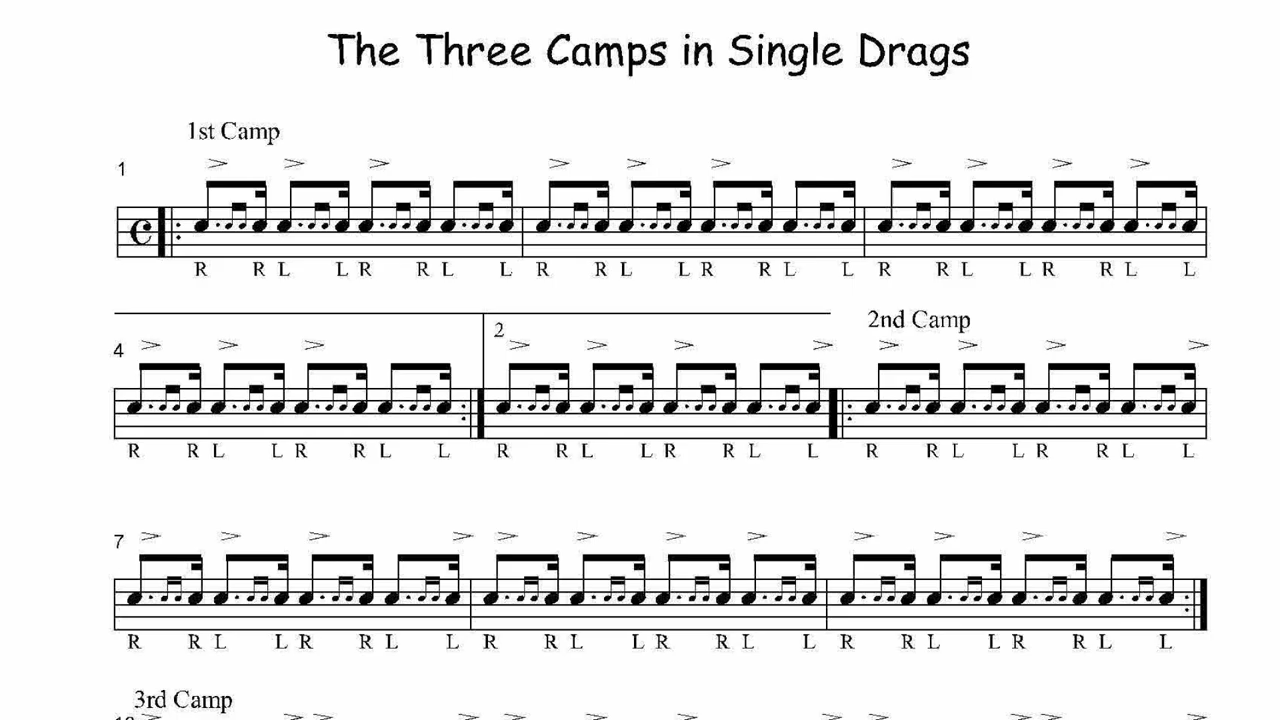 The Three Camps in Single Drags
1st Camp
1
R R L L R R L L R R L L R R L L R R L L R R L L
2nd Camp
4
2
R R L L R R L L R R L L R R L L R R L L R R L L
7
R R L L R R L L R R L L R R L L R R L L R R L L
3rd Camp